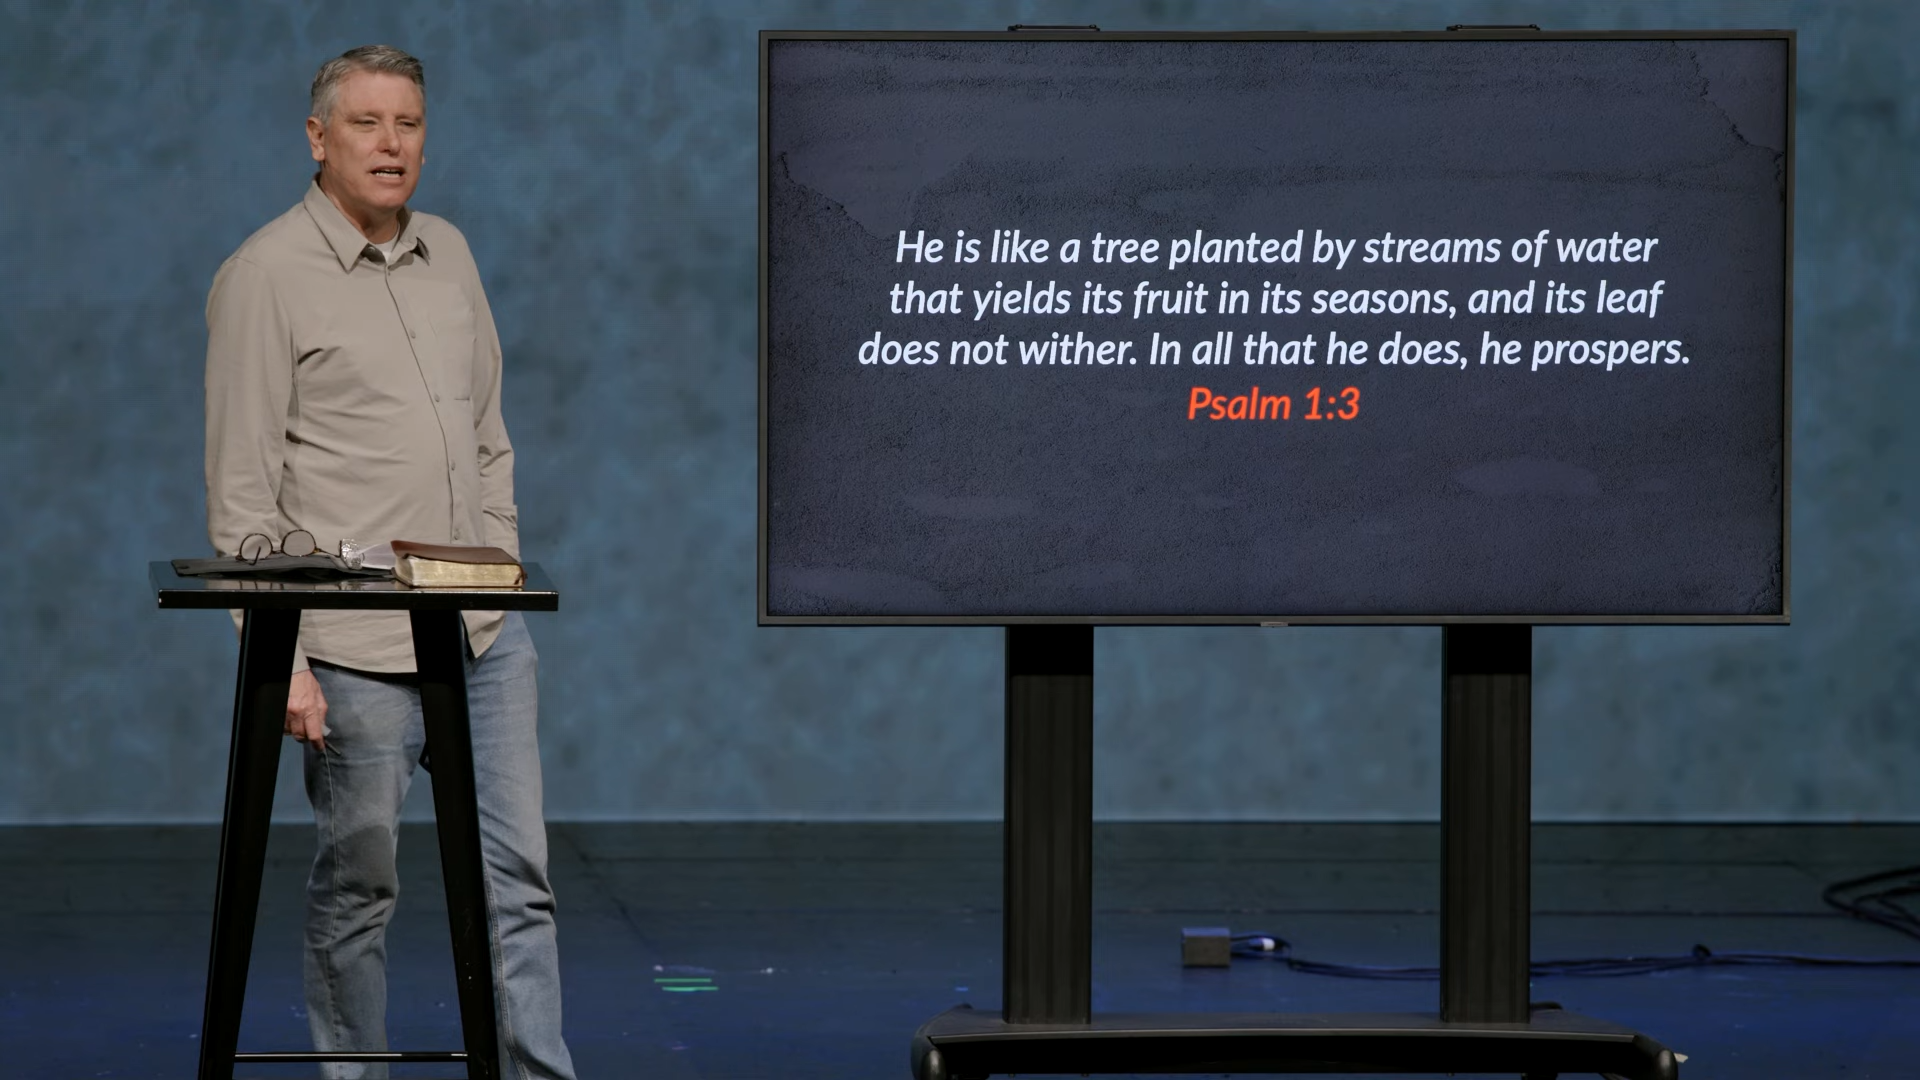 He is like a tree planted by streams of water
that yields its fruit in its seasons, and its leaf
does not wither. In all that he does, he prospers.
Psalm 1:3